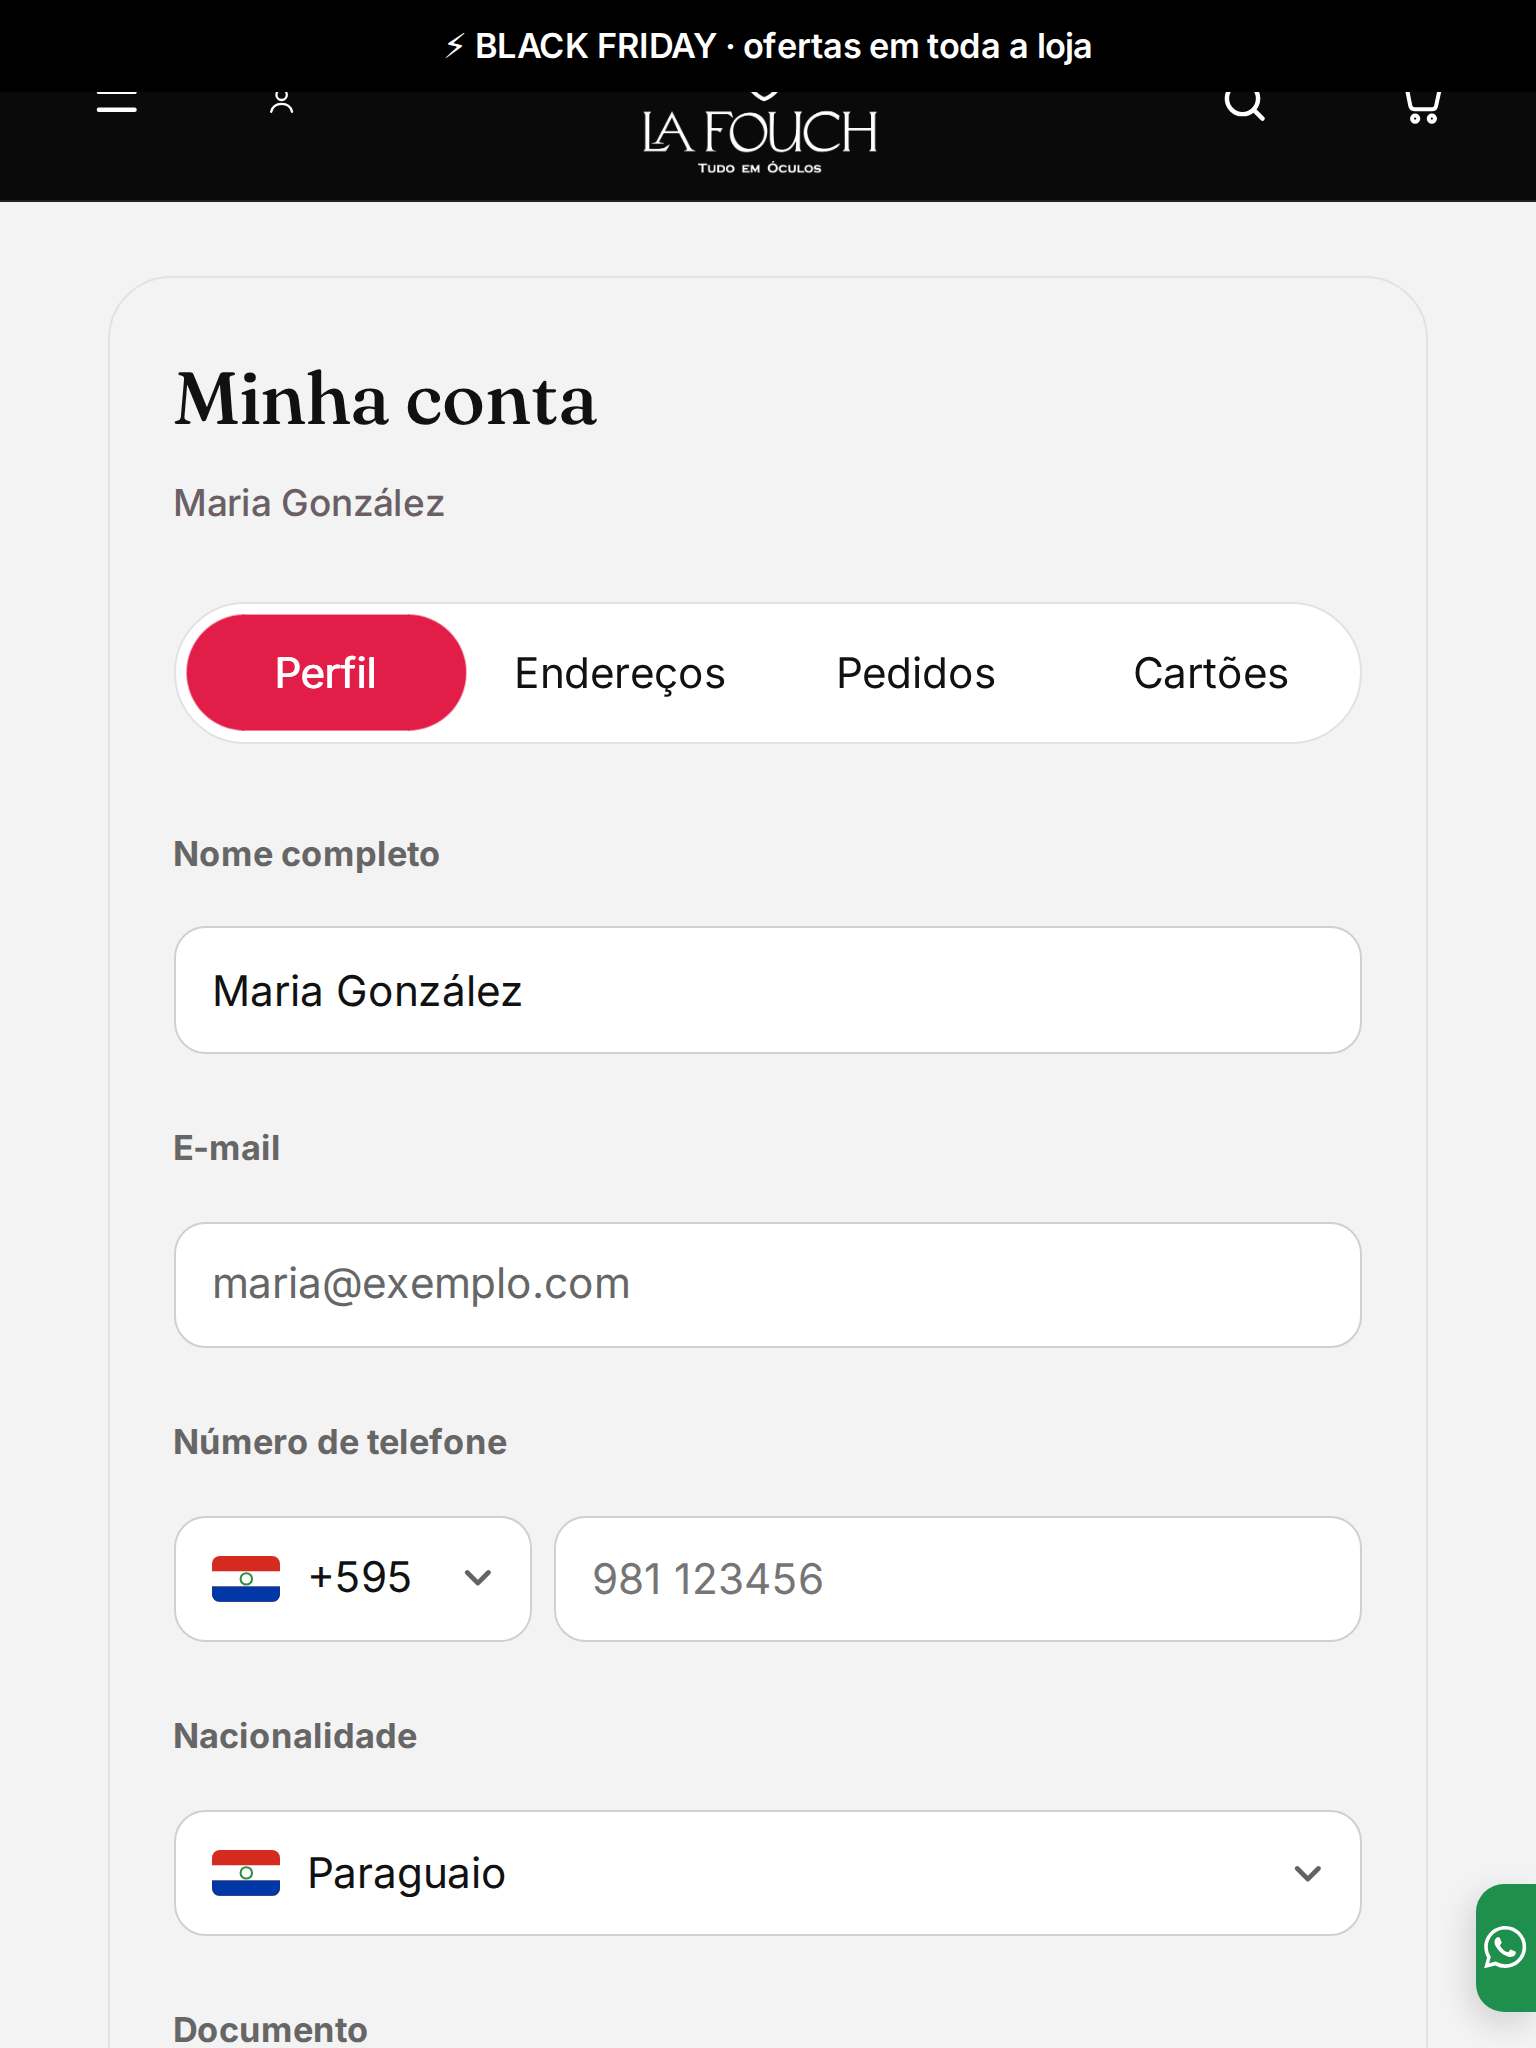 ⚡ BLACK FRIDAY · ofertas em toda a loja
LA FOUCH
TUDO EM ÓCULOS
Minha conta
Maria González
Perfil Endereços Pedidos Cartões
Nome completo
Maria González
E-mail
maria@exemplo.com
Número de telefone
+595 981 123456
Nacionalidade
Paraguaio
Documento